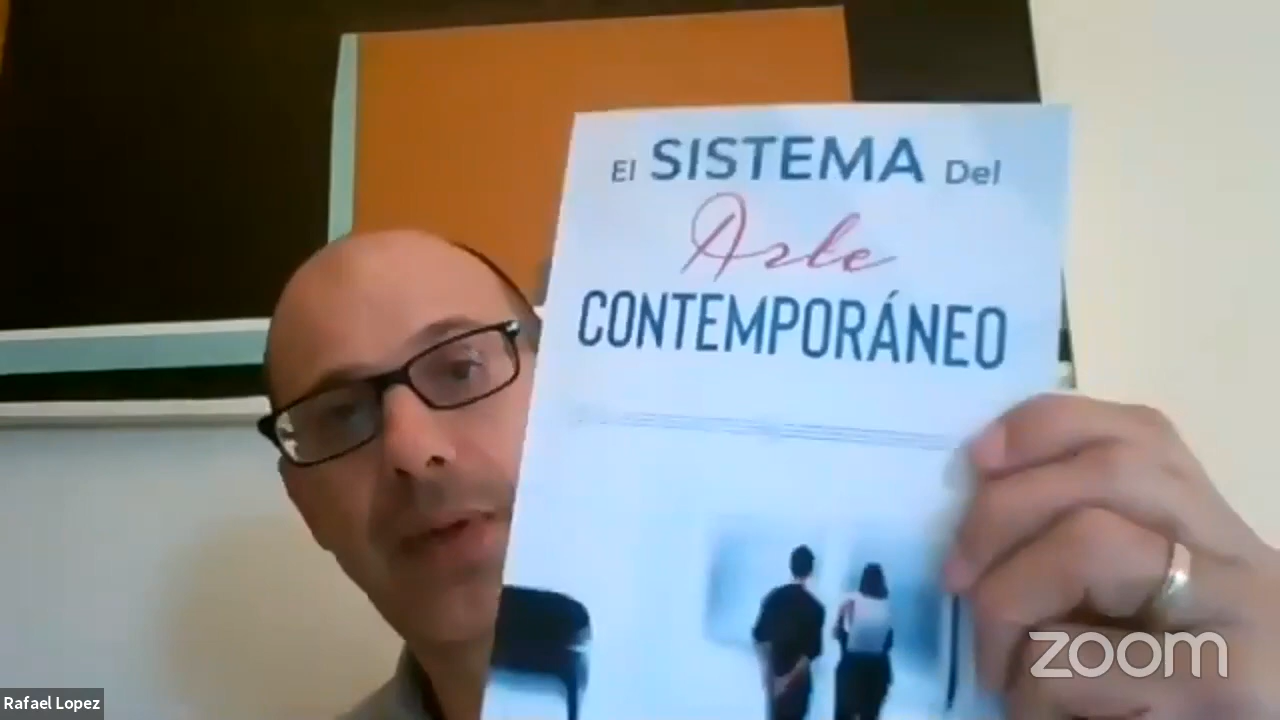 El SISTEMA Del
Arte
CONTEMPORÁNEO
zoom
Rafael Lopez